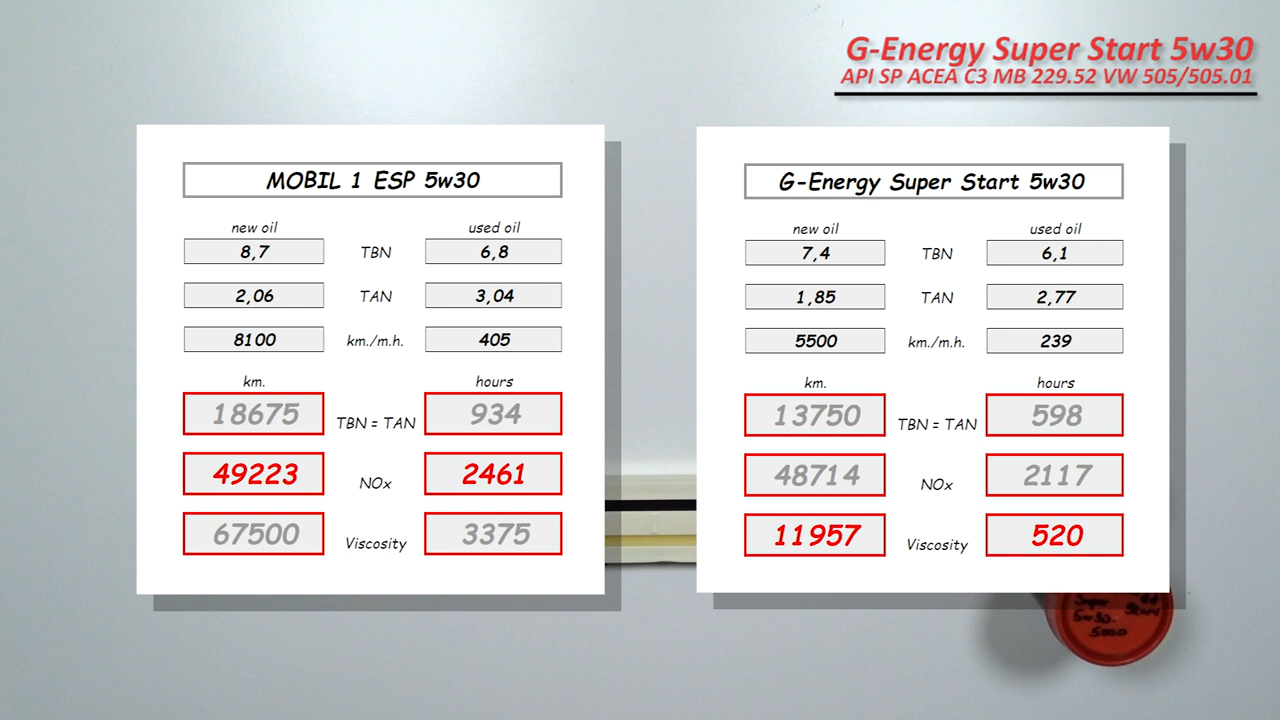 G-Energy Super Start 5w30
API SP ACEA C3 MB 229.52 VW 505/505.01
MOBIL 1 ESP 5w30
new oil used oil
8,7 TBN 6,8
2,06 TAN 3,04
8100 km./m.h. 405
km. hours
18675 TBN = TAN 934
49223 NOx 2461
67500 Viscosity 3375
G-Energy Super Start 5w30
new oil used oil
7,4 TBN 6,1
1,85 TAN 2,77
5500 km./m.h. 239
km. hours
13750 TBN = TAN 598
48714 NOx 2117
11957 Viscosity 520
Super Start
5w30.
5000